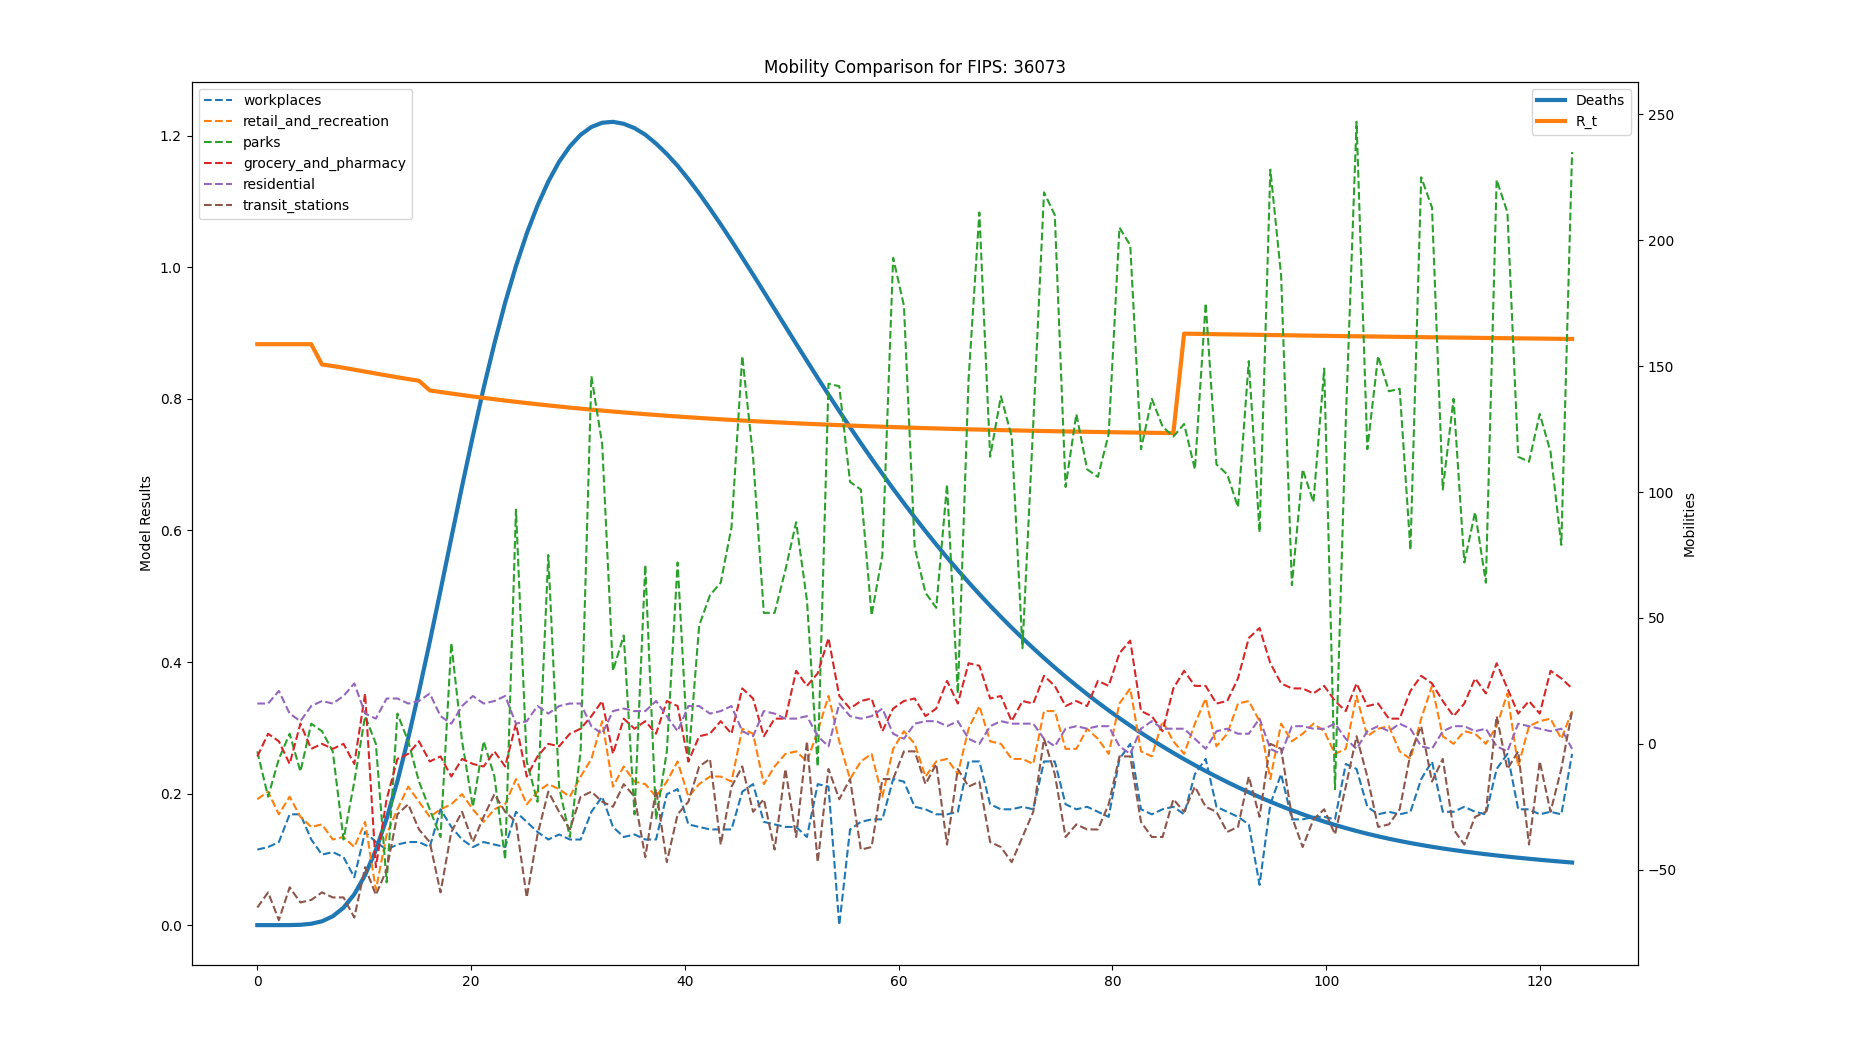 Mobility Comparison for FIPS: 36073
workplaces
retail_and_recreation
parks
grocery_and_pharmacy
residential
transit_stations
Deaths
R_t
Model Results
1.2
1.0
0.8
0.6
0.4
0.2
0.0
250
200
150
100
50
0
−50
Mobilities
0 20 40 60 80 100 120